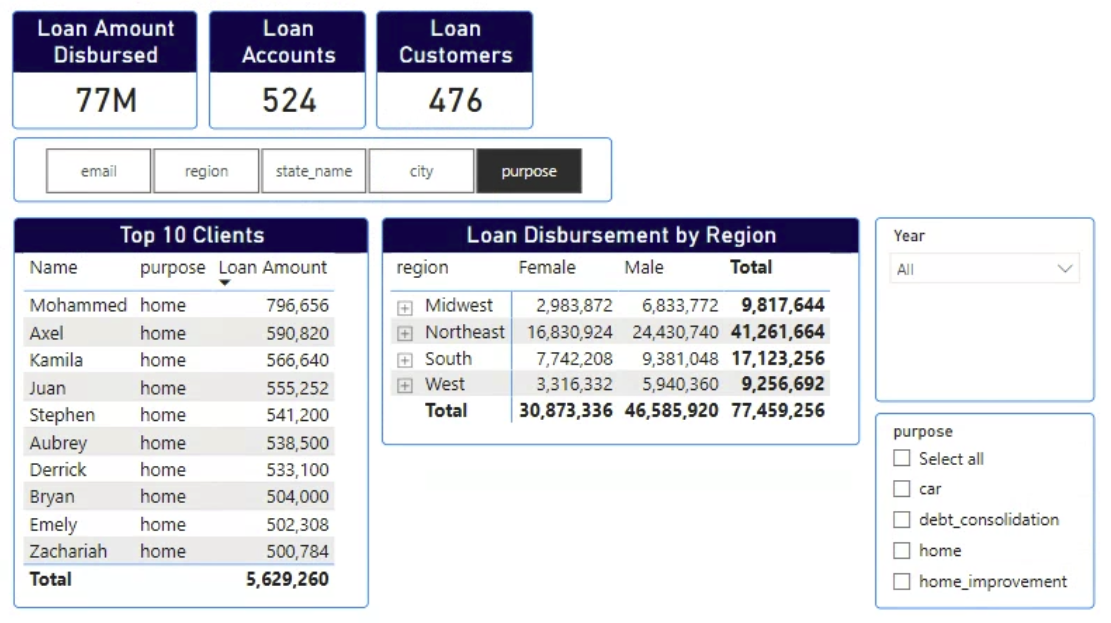 Loan Amount Disbursed
77M
Loan Accounts
524
Loan Customers
476
email region state_name city purpose
Top 10 Clients
Name purpose Loan Amount
Mohammed home 796,656
Axel home 590,820
Kamila home 566,640
Juan home 555,252
Stephen home 541,200
Aubrey home 538,500
Derrick home 533,100
Bryan home 504,000
Emely home 502,308
Zachariah home 500,784
Total 5,629,260
Loan Disbursement by Region
region Female Male Total
Midwest 2,983,872 6,833,772 9,817,644
Northeast 16,830,924 24,430,740 41,261,664
South 7,742,208 9,381,048 17,123,256
West 3,316,332 5,940,360 9,256,692
Total 30,873,336 46,585,920 77,459,256
Year
All
purpose
Select all
car
debt_consolidation
home
home_improvement